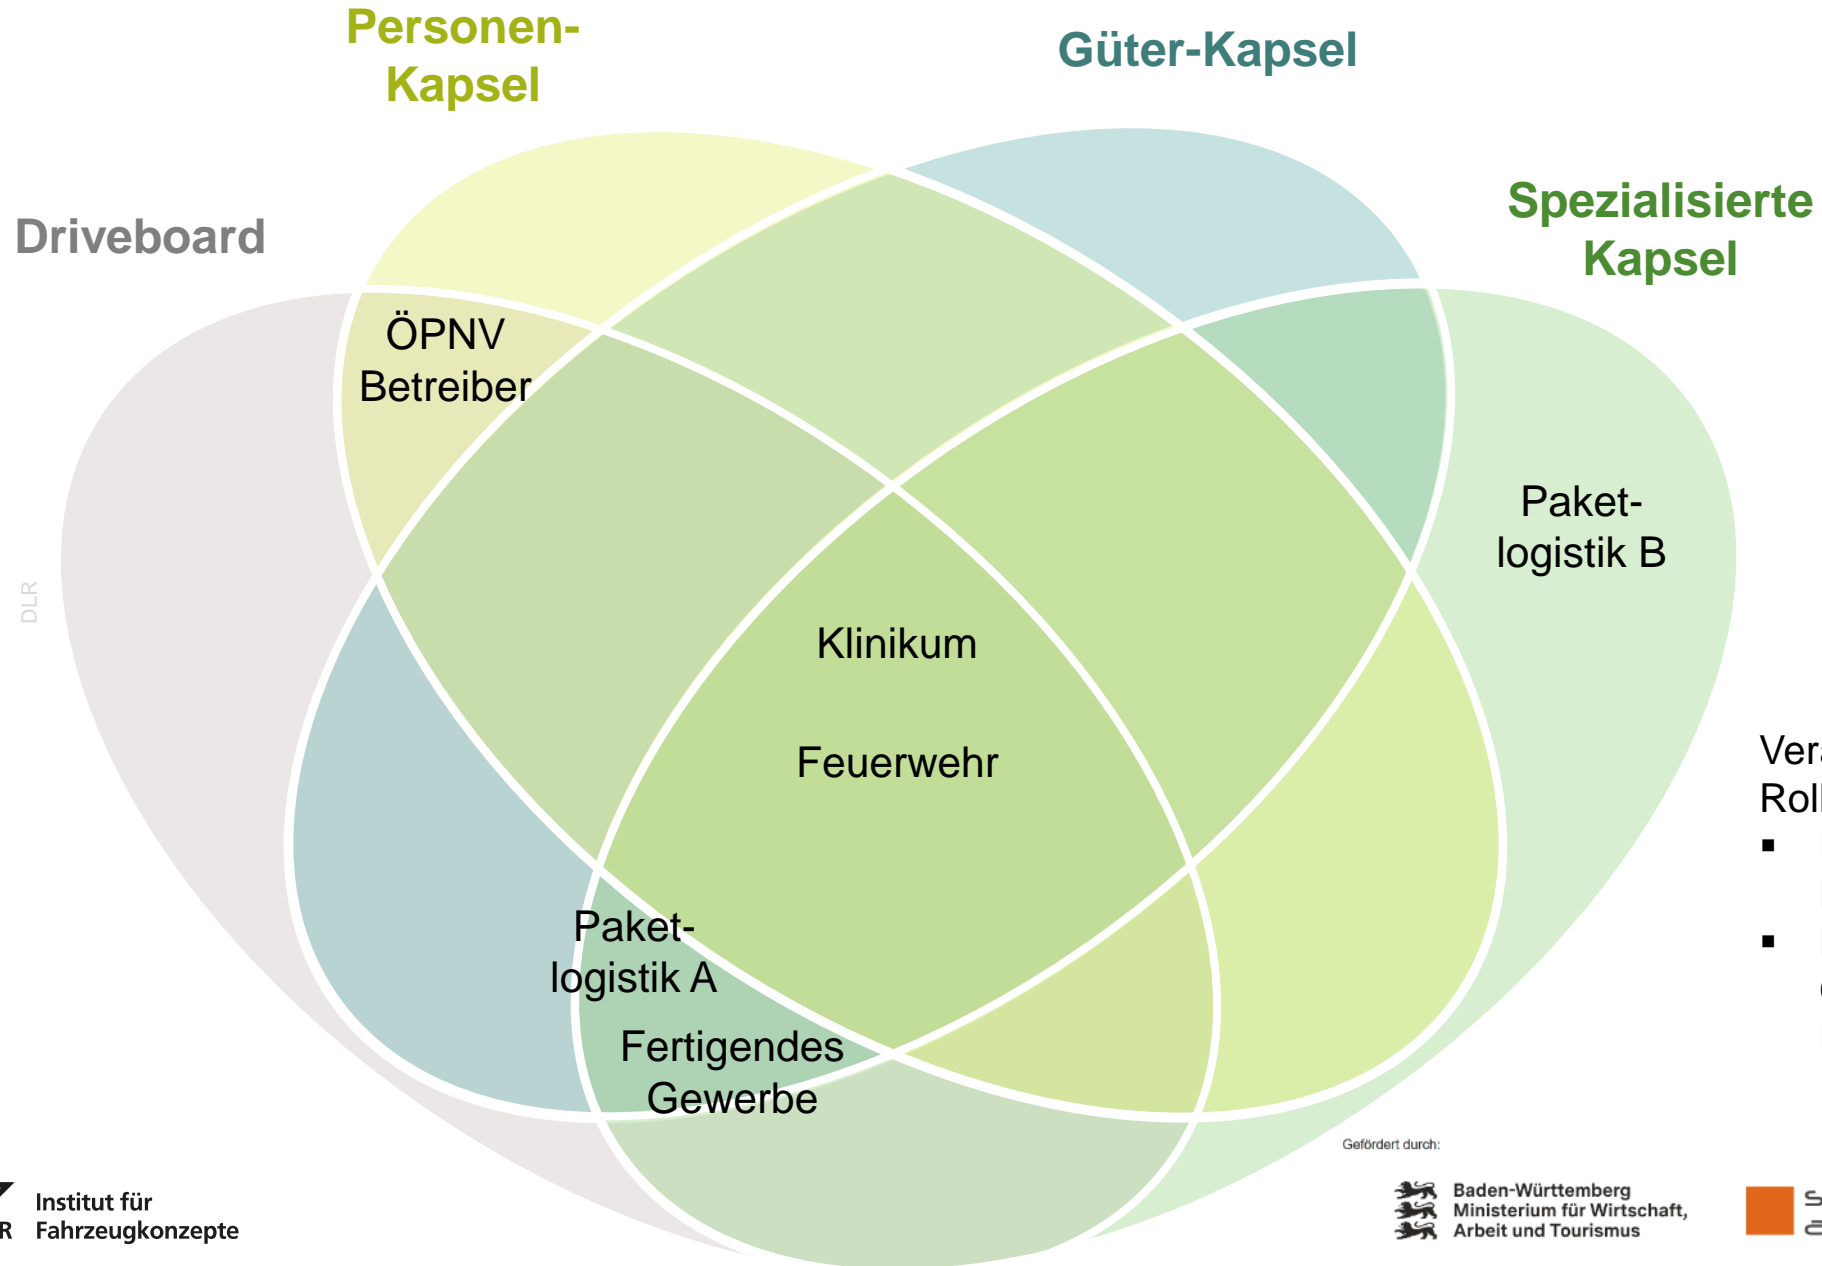 Personen-
Kapsel
Güter-Kapsel
Spezialisierte
Kapsel
Driveboard
ÖPNV
Betreiber
Paket-
logistik B
DLR
Klinikum
Feuerwehr
Paket-
logistik A
Fertigendes
Gewerbe
Gefördert durch:
Institut für
Fahrzeugkonzepte
Baden-Württemberg
Ministerium für Wirtschaft,
Arbeit und Tourismus